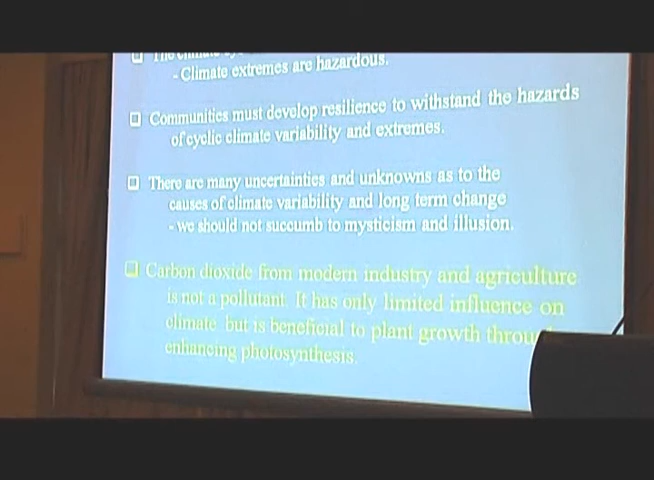 The climate
- Climate extremes are hazardous.
Communities must develop resilience to withstand the hazards
of cyclic climate variability and extremes.
There are many uncertainties and unknowns as to the
causes of climate variability and long term change
- we should not succumb to mysticism and illusion.
Carbon dioxide from modern industry and agriculture
is not a pollutant. It has only limited influence on
climate but is beneficial to plant growth throu
enhancing photosynthesis.